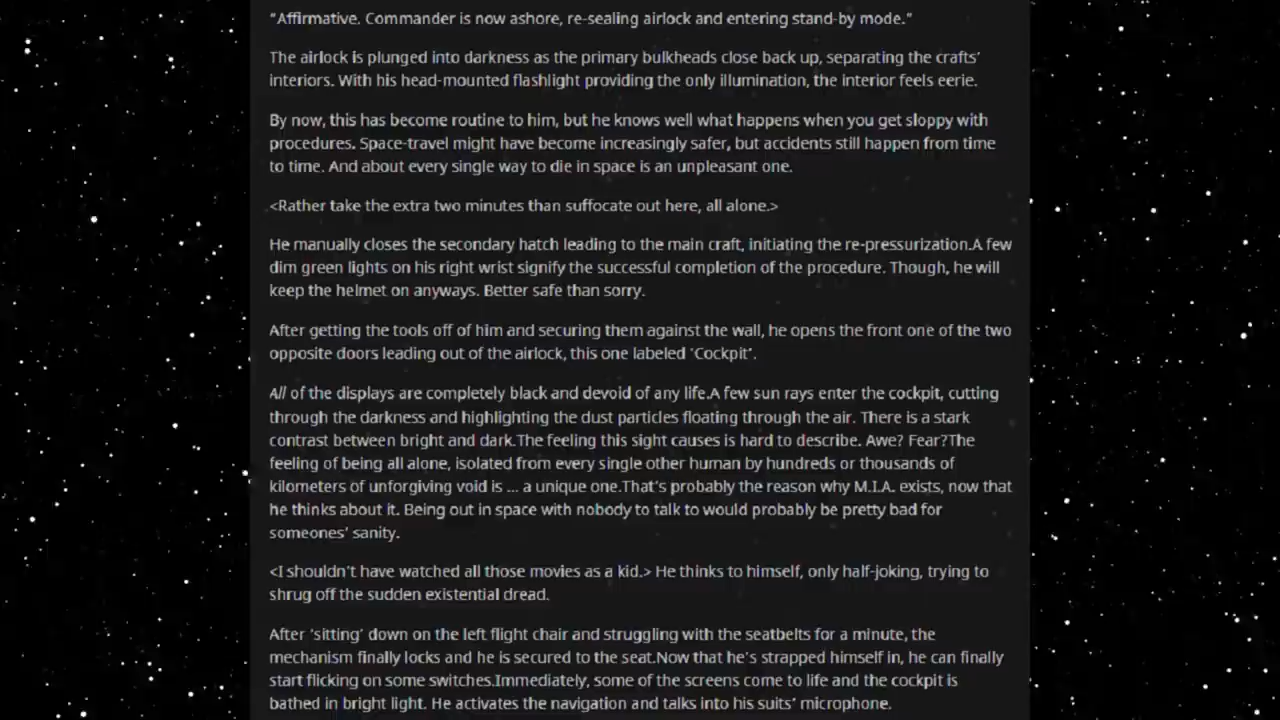 "Affirmative. Commander is now ashore, re-sealing airlock and entering stand-by mode."
The airlock is plunged into darkness as the primary bulkheads close back up, separating the crafts'
interiors. With his head-mounted flashlight providing the only illumination, the interior feels eerie.
By now, this has become routine to him, but he knows well what happens when you get sloppy with
procedures. Space-travel might have become increasingly safer, but accidents still happen from time
to time. And about every single way to die in space is an unpleasant one.
<Rather take the extra two minutes than suffocate out here, all alone.>
He manually closes the secondary hatch leading to the main craft, initiating the re-pressurization.A few
dim green lights on his right wrist signify the successful completion of the procedure. Though, he will
keep the helmet on anyways. Better safe than sorry.
After getting the tools off of him and securing them against the wall, he opens the front one of the two
opposite doors leading out of the airlock, this one labeled 'Cockpit'.
All of the displays are completely black and devoid of any life.A few sun rays enter the cockpit, cutting
through the darkness and highlighting the dust particles floating through the air. There is a stark
contrast between bright and dark.The feeling this sight causes is hard to describe. Awe? Fear?The
feeling of being all alone, isolated from every single other human by hundreds or thousands of
kilometers of unforgiving void is ... a unique one.That's probably the reason why M.I.A. exists, now that
he thinks about it. Being out in space with nobody to talk to would probably be pretty bad for
someones' sanity.
<I shouldn't have watched all those movies as a kid.> He thinks to himself, only half-joking, trying to
shrug off the sudden existential dread.
After 'sitting' down on the left flight chair and struggling with the seatbelts for a minute, the
mechanism finally locks and he is secured to the seat.Now that he's strapped himself in, he can finally
start flicking on some switches.Immediately, some of the screens come to life and the cockpit is
bathed in bright light. He activates the navigation and talks into his suits' microphone.